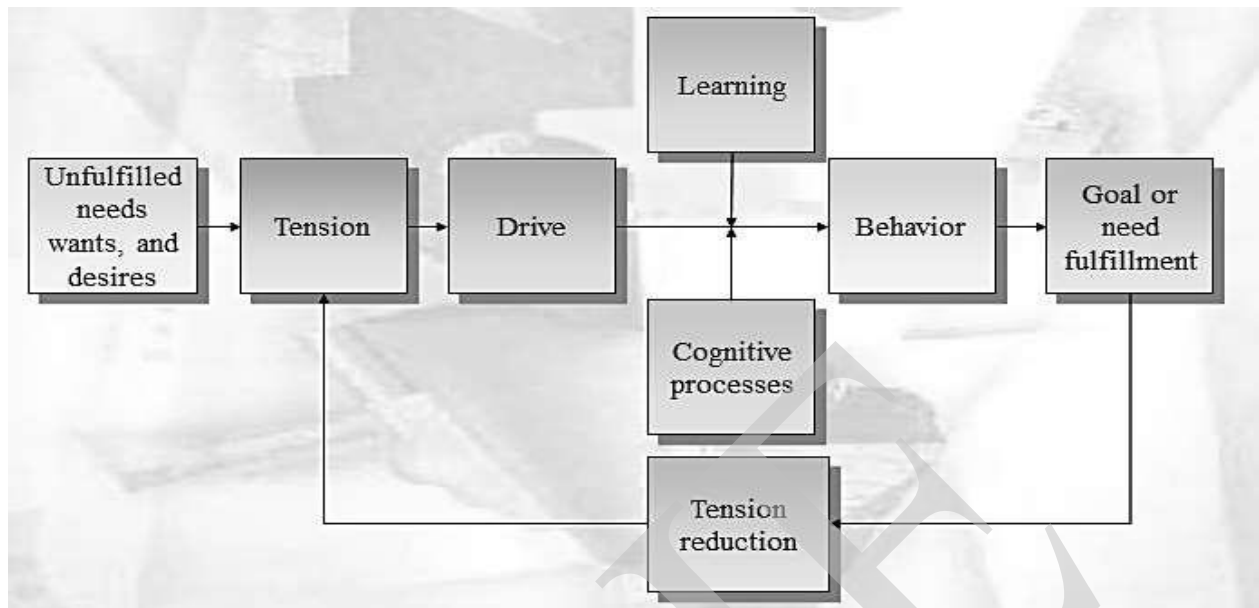 Learning
Unfulfilled
needs
wants, and
desires
Tension
Drive
Behavior
Goal or
need
fulfillment
Cognitive
processes
Tension
reduction